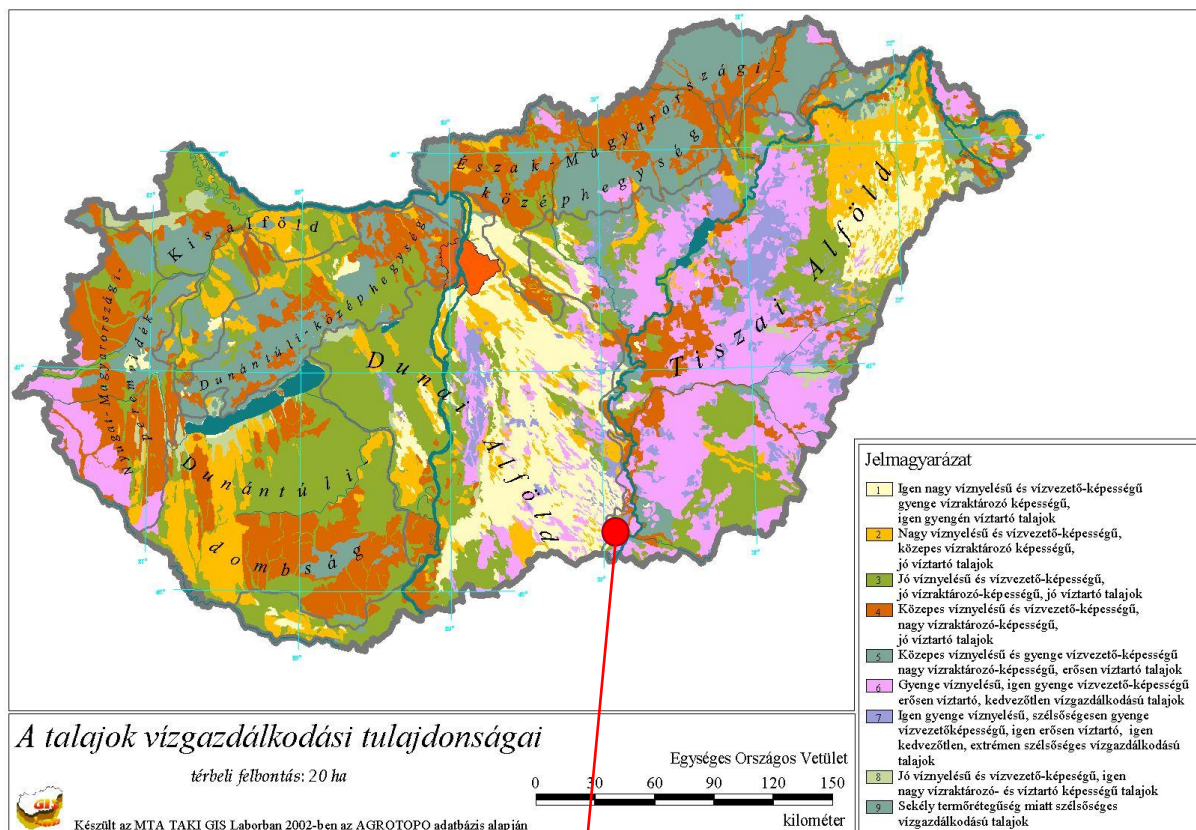 Észak-Magyarországi-
középhegység
Kisalföld
Nyugat-Magyarországi-
peremvidék
Dunántúli-középhegység
Dunántúli-
dombság
Dunai
Alföld
Tiszai Alföld
Jelmagyarázat
1 Igen nagy víznyelésű és vízvezető-képességű
gyenge vízraktározó képességű,
igen gyengén víztartó talajok
2 Nagy víznyelésű és vízvezető-képességű,
közepes vízraktározó képességű,
jó víztartó talajok
3 Jó víznyelésű és vízvezető-képességű,
jó vízraktározó-képességű, jó víztartó talajok
4 Közepes víznyelésű és vízvezető-képességű,
nagy vízraktározó-képességű,
jó víztartó talajok
5 Közepes víznyelésű és gyenge vízvezető-képességű
nagy vízraktározó-képességű, erősen víztartó talajok
6 Gyenge víznyelésű, igen gyenge vízvezető-képességű
erősen víztartó, kedvezőtlen vízgazdálkodású talajok
7 Igen gyenge víznyelésű, szélsőségesen gyenge
vízvezetőképességű, igen erősen víztartó, igen
kedvezőtlen, extrémen szélsőséges vízgazdálkodású
talajok
8 Jó víznyelésű és vízvezető-képeségű, igen
nagy vízraktározó- és víztartó képességű talajok
9 Sekély termőrétegűség miatt szélsőséges
vízgazdálkodású talajok
A talajok vízgazdálkodási tulajdonságai
térbeli felbontás: 20 ha
Egységes Országos Vetület
0 30 60 90 120 150
kilométer
GIS
Készült az MTA TAKI GIS Laborban 2002-ben az AGROTOPO adatbázis alapján